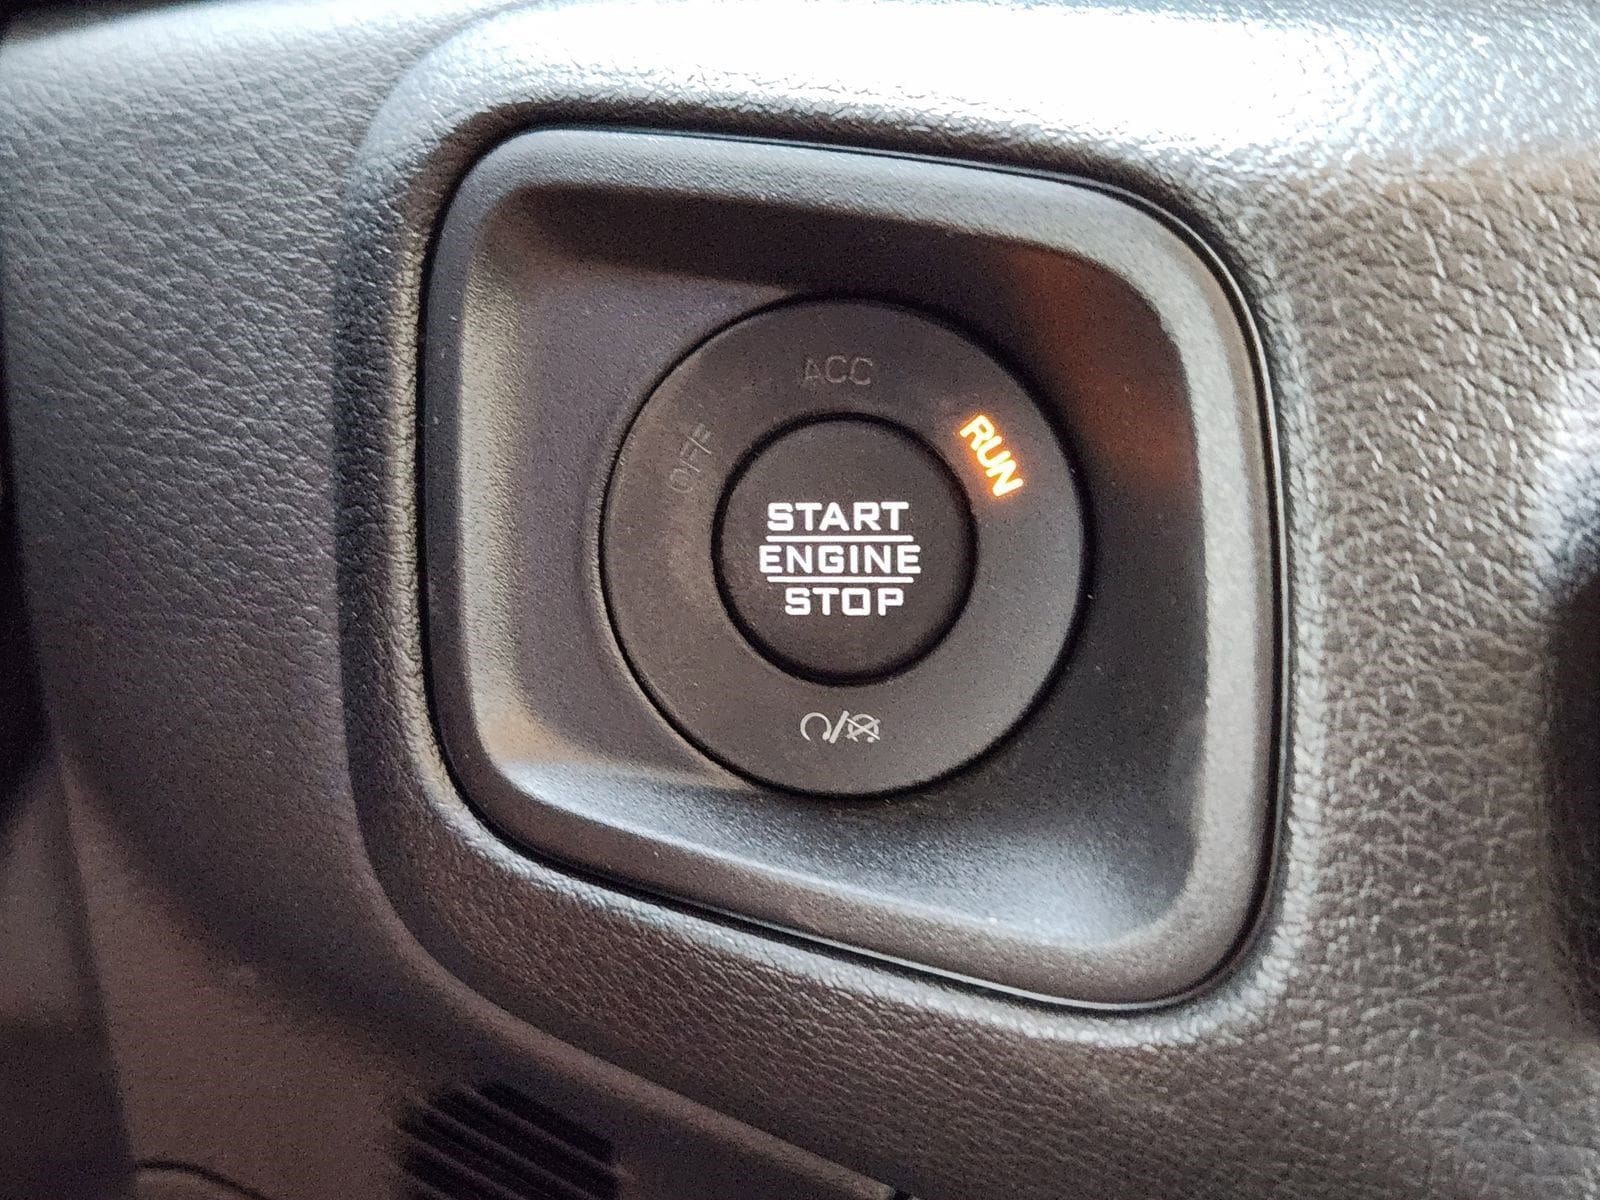 ACC
OFF
RUN
START
ENGINE
STOP